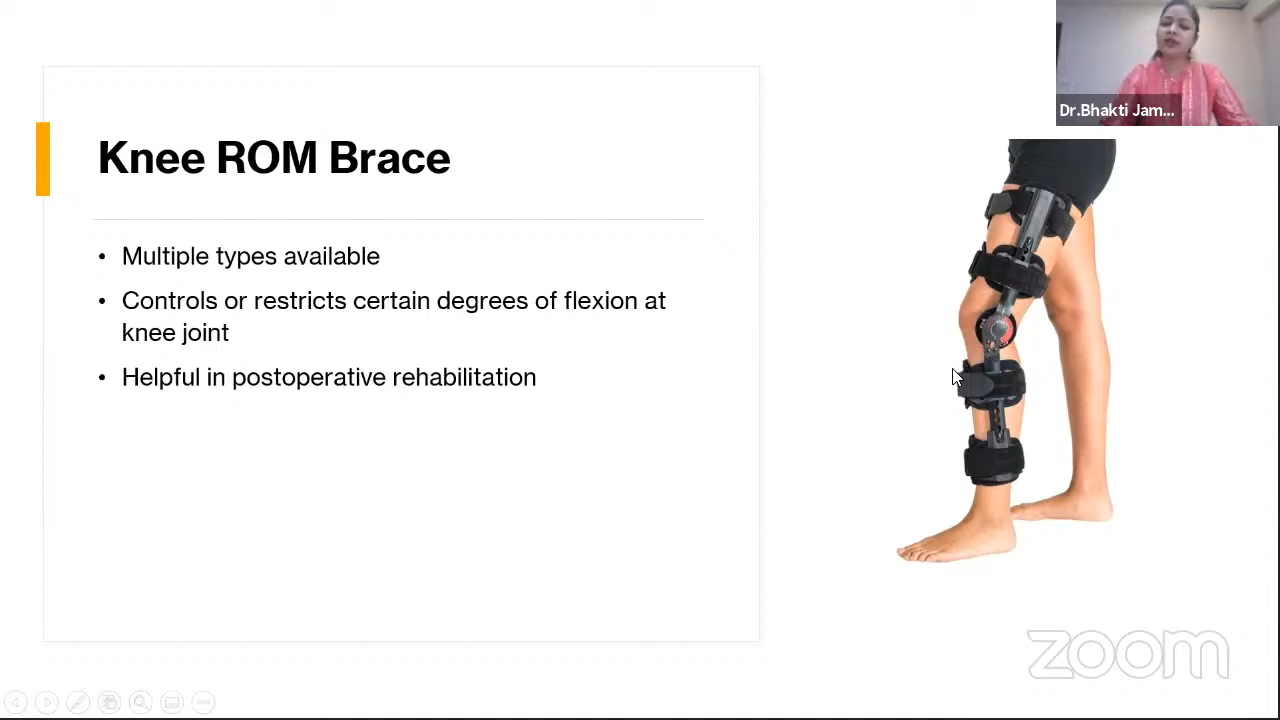 Dr.Bhakti Jam...
Knee ROM Brace
• Multiple types available
• Controls or restricts certain degrees of flexion at
knee joint
• Helpful in postoperative rehabilitation
zoom